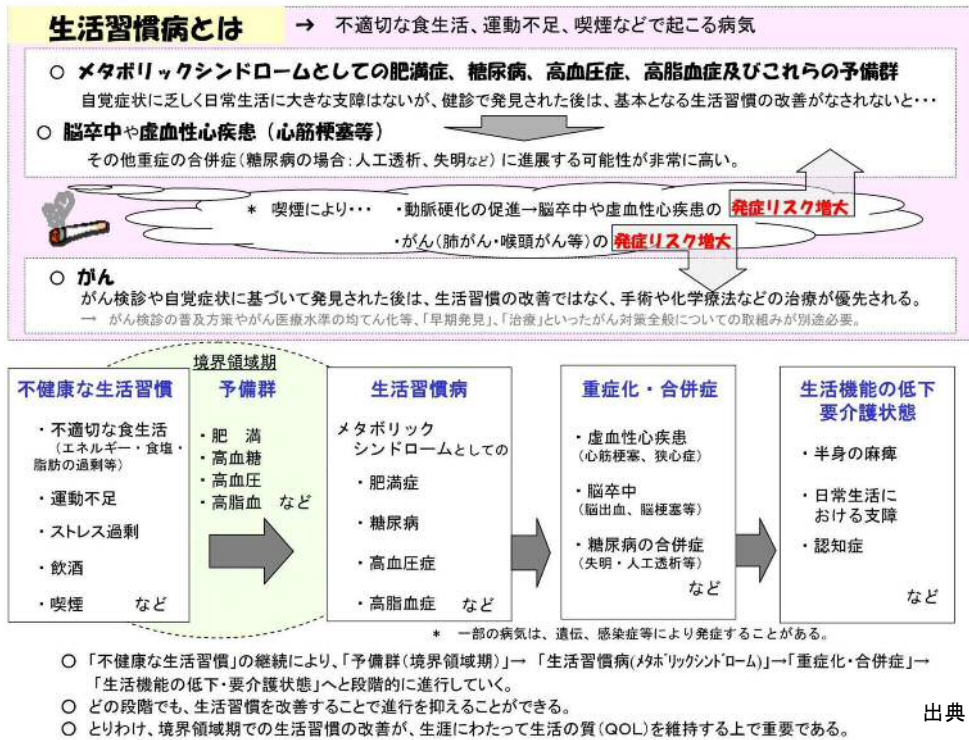 生活習慣病とは → 不適切な食生活、運動不足、喫煙などで起こる病気
○ メタボリックシンドロームとしての肥満症、糖尿病、高血圧症、高脂血症及びこれらの予備群
自覚症状に乏しく日常生活に大きな支障はないが、健診で発見された後は、基本となる生活習慣の改善がなされないと・・・
○ 脳卒中や虚血性心疾患（心筋梗塞等）
その他重症の合併症（糖尿病の場合：人工透析、失明など）に進展する可能性が非常に高い。
* 喫煙により・・・ ・動脈硬化の促進→脳卒中や虚血性心疾患の 発症リスク増大
・がん（肺がん・喉頭がん等）の 発症リスク増大
○ がん
がん検診や自覚症状に基づいて発見された後は、生活習慣の改善ではなく、手術や化学療法などの治療が優先される。
→ がん検診の普及方策やがん医療水準の均てん化等、「早期発見」、「治療」といったがん対策全般についての取組みが別途必要。
境界領域期
不健康な生活習慣
・不適切な食生活
（エネルギー・食塩・
脂肪の過剰等）
・運動不足
・ストレス過剰
・飲酒
・喫煙 など
予備群
・肥 満
・高血糖
・高血圧
・高脂血 など
生活習慣病
メタボリック
シンドロームとしての
・肥満症
・糖尿病
・高血圧症
・高脂血症 など
重症化・合併症
・虚血性心疾患
（心筋梗塞、狭心症）
・脳卒中
（脳出血、脳梗塞等）
・糖尿病の合併症
（失明・人工透析等）
など
生活機能の低下
要介護状態
・半身の麻痺
・日常生活に
おける支障
・認知症
など
* 一部の病気は、遺伝、感染症等により発症することがある。
○ 「不健康な生活習慣」の継続により、「予備群（境界領域期）」→ 「生活習慣病（メタボリックシンドローム）」→「重症化・合併症」→
「生活機能の低下・要介護状態」へと段階的に進行していく。
○ どの段階でも、生活習慣を改善することで進行を抑えることができる。
○ とりわけ、境界領域期での生活習慣の改善が、生涯にわたって生活の質（QOL）を維持する上で重要である。
出典